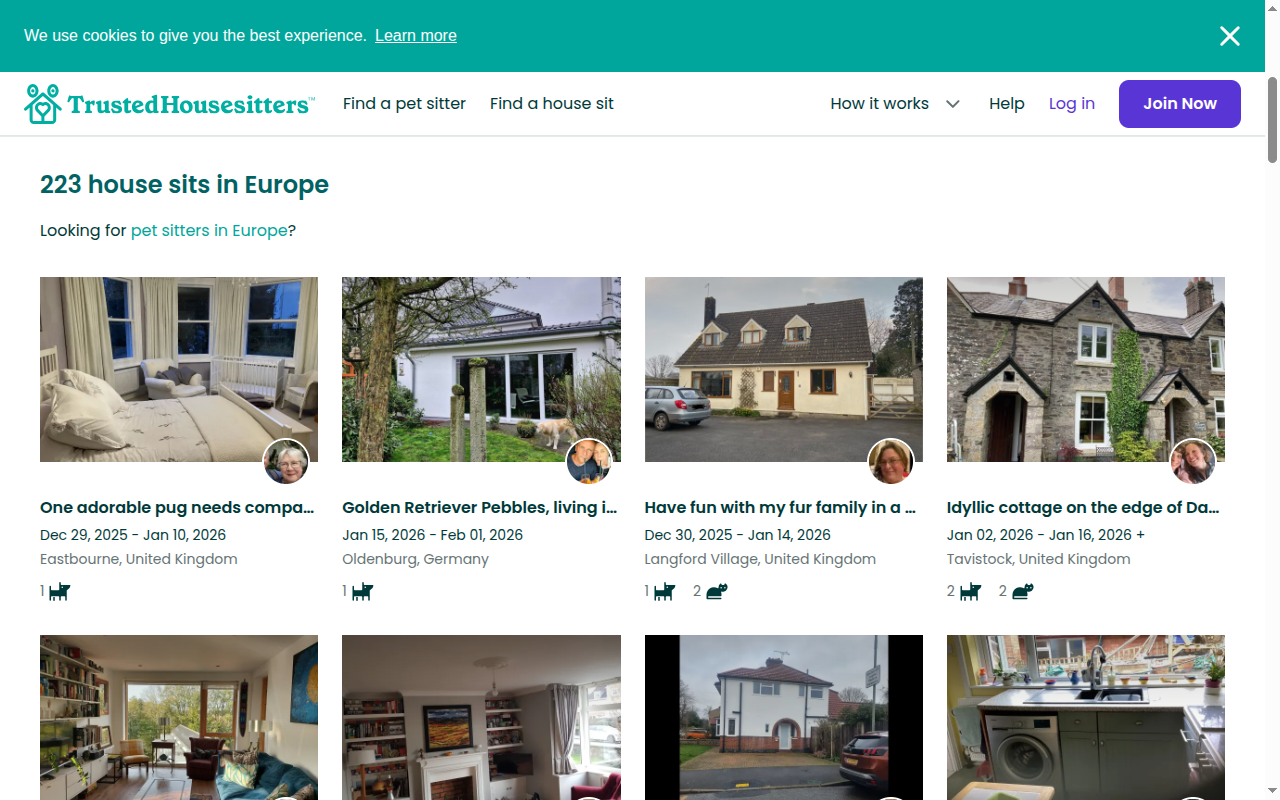 We use cookies to give you the best experience. Learn more
TrustedHousesitters™
Find a pet sitter
Find a house sit
How it works
Help
Log in
Join Now
223 house sits in Europe
Looking for pet sitters in Europe?
One adorable pug needs compa...
Dec 29, 2025 - Jan 10, 2026
Eastbourne, United Kingdom
1
Golden Retriever Pebbles, living i...
Jan 15, 2026 - Feb 01, 2026
Oldenburg, Germany
1
Have fun with my fur family in a ...
Dec 30, 2025 - Jan 14, 2026
Langford Village, United Kingdom
1 2
Idyllic cottage on the edge of Da...
Jan 02, 2026 - Jan 16, 2026 +
Tavistock, United Kingdom
2 2